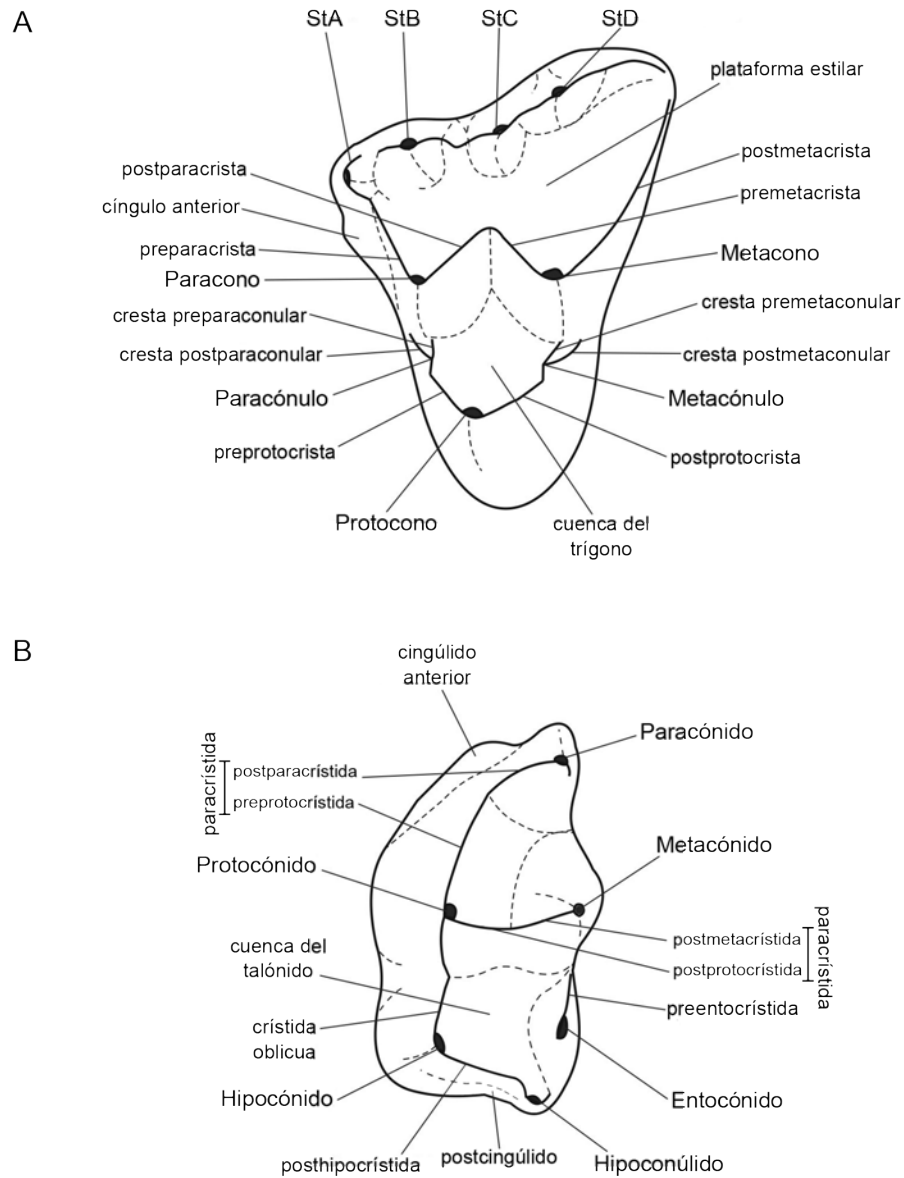 A
StA
StB
StC
StD
plataforma estilar
postparacrista
postmetacrista
cíngulo anterior
premetacrista
preparacrista
Metacono
Paracono
cresta premetaconular
cresta preparaconular
cresta postparaconular
cresta postmetaconular
Paracónulo
Metacónulo
preprotocrista
postprotocrista
Protocono
cuenca del
trígono
B
cingúlido
anterior
Paracónido
paracrístida
postparacrístida
preprotocrístida
Metacónido
Protocónido
postmetacrístida
postprotocrístida
paracrístida
cuenca del
talónido
preentocrístida
crístida
oblicua
Hipocónido
Entocónido
posthipocrístida
postcingúlido
Hipoconúlido